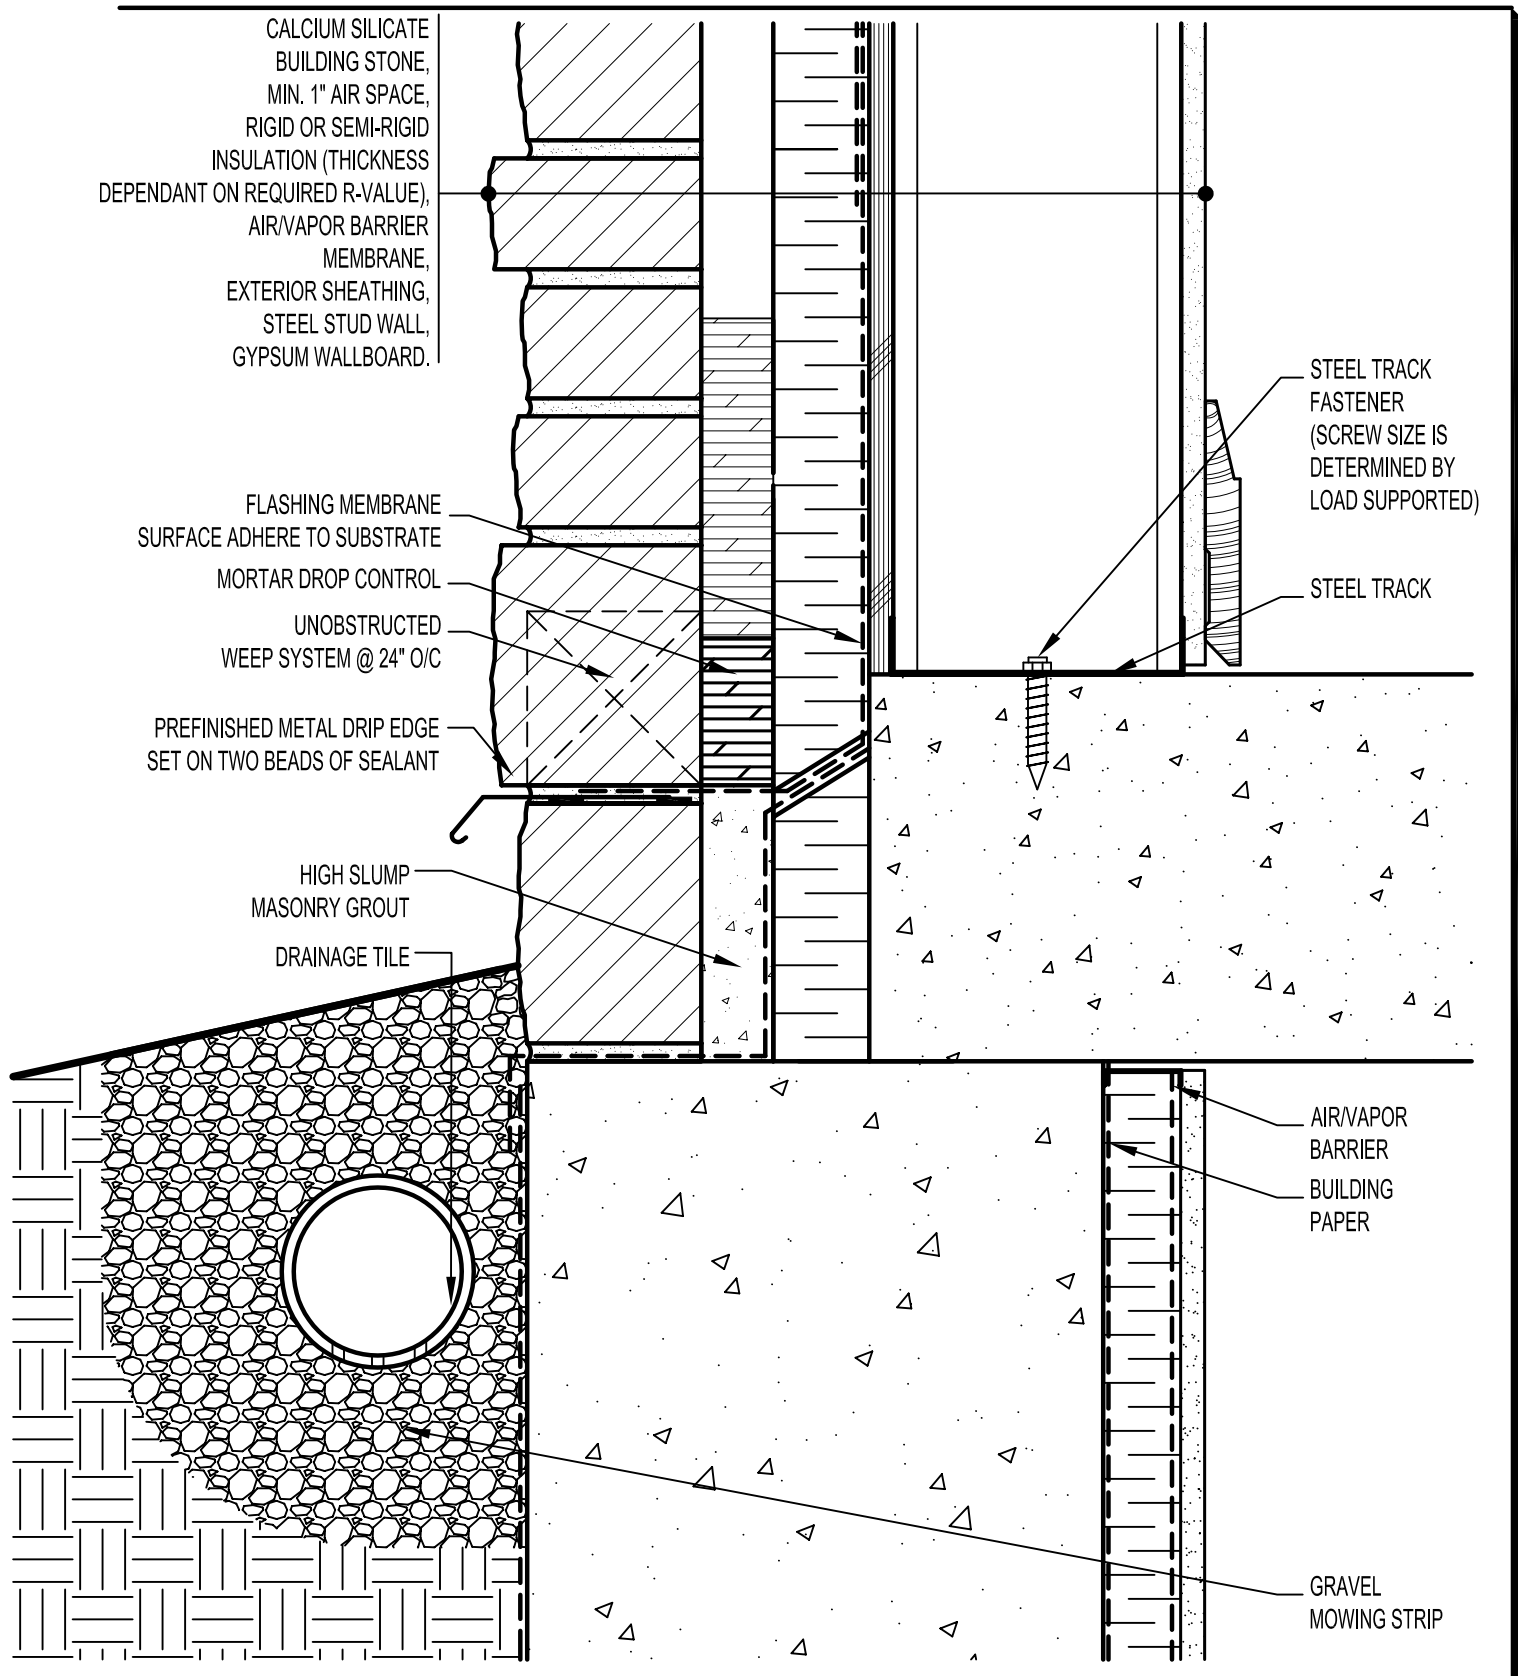 CALCIUM SILICATE
BUILDING STONE,
MIN. 1" AIR SPACE,
RIGID OR SEMI-RIGID
INSULATION (THICKNESS
DEPENDANT ON REQUIRED R-VALUE),
AIR/VAPOR BARRIER
MEMBRANE,
EXTERIOR SHEATHING,
STEEL STUD WALL,
GYPSUM WALLBOARD.
FLASHING MEMBRANE
SURFACE ADHERE TO SUBSTRATE
MORTAR DROP CONTROL
UNOBSTRUCTED
WEEP SYSTEM @ 24" O/C
PREFINISHED METAL DRIP EDGE
SET ON TWO BEADS OF SEALANT
HIGH SLUMP
MASONRY GROUT
DRAINAGE TILE
STEEL TRACK
FASTENER
(SCREW SIZE IS
DETERMINED BY
LOAD SUPPORTED)
STEEL TRACK
AIR/VAPOR
BARRIER
BUILDING
PAPER
GRAVEL
MOWING STRIP